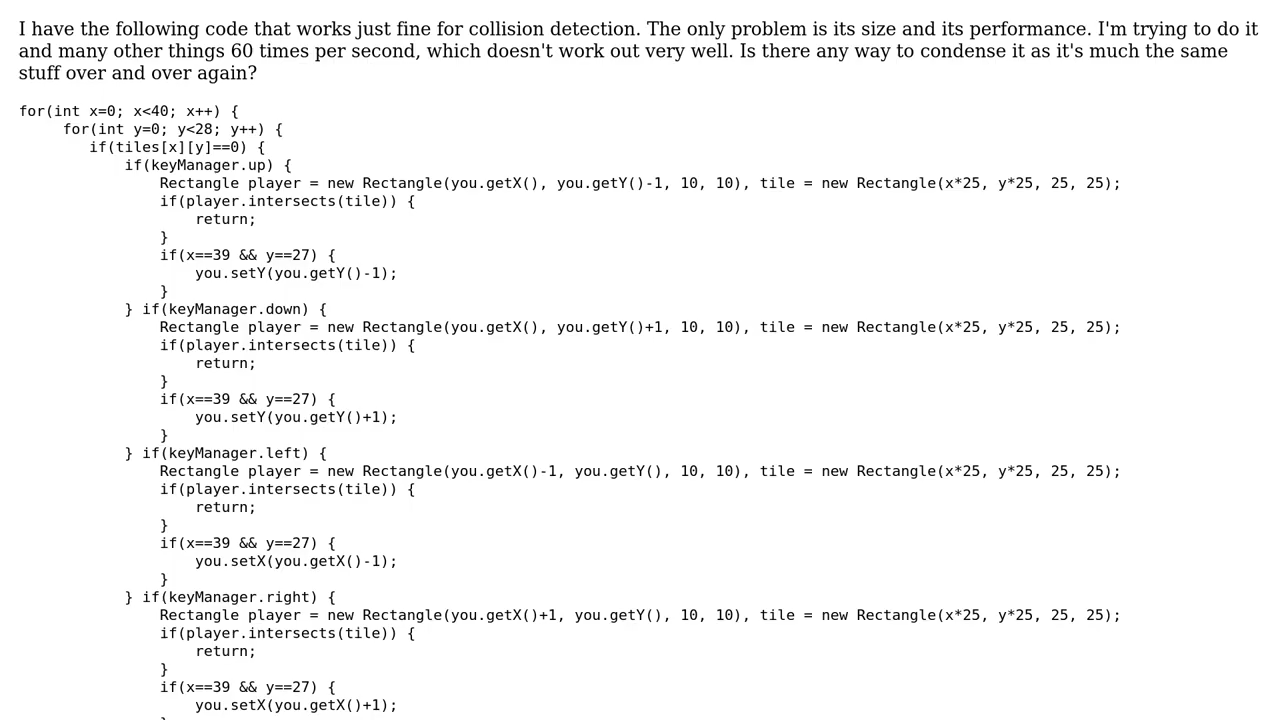 I have the following code that works just fine for collision detection. The only problem is its size and its performance. I'm trying to do it
and many other things 60 times per second, which doesn't work out very well. Is there any way to condense it as it's much the same
stuff over and over again?
for(int x=0; x<40; x++) {
     for(int y=0; y<28; y++) {
        if(tiles[x][y]==0) {
            if(keyManager.up) {
                Rectangle player = new Rectangle(you.getX(), you.getY()-1, 10, 10), tile = new Rectangle(x*25, y*25, 25, 25);
                if(player.intersects(tile)) {
                    return;
                }
                if(x==39 && y==27) {
                    you.setY(you.getY()-1);
                }
            } if(keyManager.down) {
                Rectangle player = new Rectangle(you.getX(), you.getY()+1, 10, 10), tile = new Rectangle(x*25, y*25, 25, 25);
                if(player.intersects(tile)) {
                    return;
                }
                if(x==39 && y==27) {
                    you.setY(you.getY()+1);
                }
            } if(keyManager.left) {
                Rectangle player = new Rectangle(you.getX()-1, you.getY(), 10, 10), tile = new Rectangle(x*25, y*25, 25, 25);
                if(player.intersects(tile)) {
                    return;
                }
                if(x==39 && y==27) {
                    you.setX(you.getX()-1);
                }
            } if(keyManager.right) {
                Rectangle player = new Rectangle(you.getX()+1, you.getY(), 10, 10), tile = new Rectangle(x*25, y*25, 25, 25);
                if(player.intersects(tile)) {
                    return;
                }
                if(x==39 && y==27) {
                    you.setX(you.getX()+1);